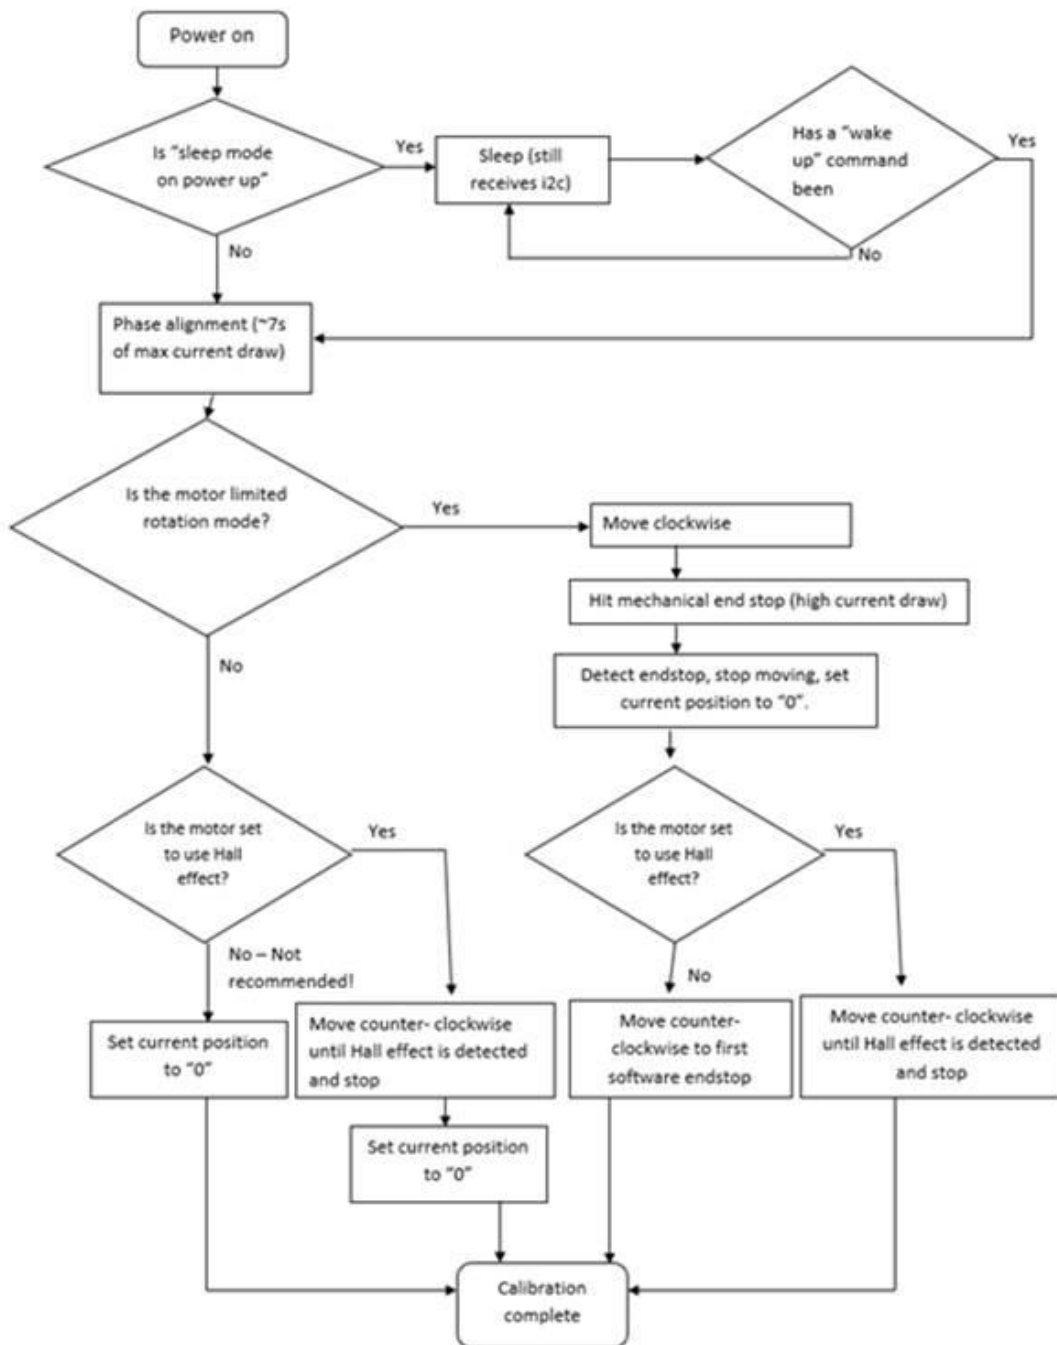 Power on
Is “sleep mode
on power up”
Yes
Sleep (still
receives i2c)
Has a “wake
up” command
been
Yes
No
No
Phase alignment (~7s
of max current draw)
Is the motor limited
rotation mode?
Yes
Move clockwise
Hit mechanical end stop (high current draw)
No
Detect endstop, stop moving, set
current position to “0”.
Is the motor set
to use Hall
effect?
Yes
Is the motor set
to use Hall
effect?
Yes
No – Not
recommended!
No
Set current position
to “0”
Move counter- clockwise
until Hall effect is detected
and stop
Move counter-
clockwise to first
software endstop
Move counter- clockwise
until Hall effect is detected
and stop
Set current position
to “0”
Calibration
complete